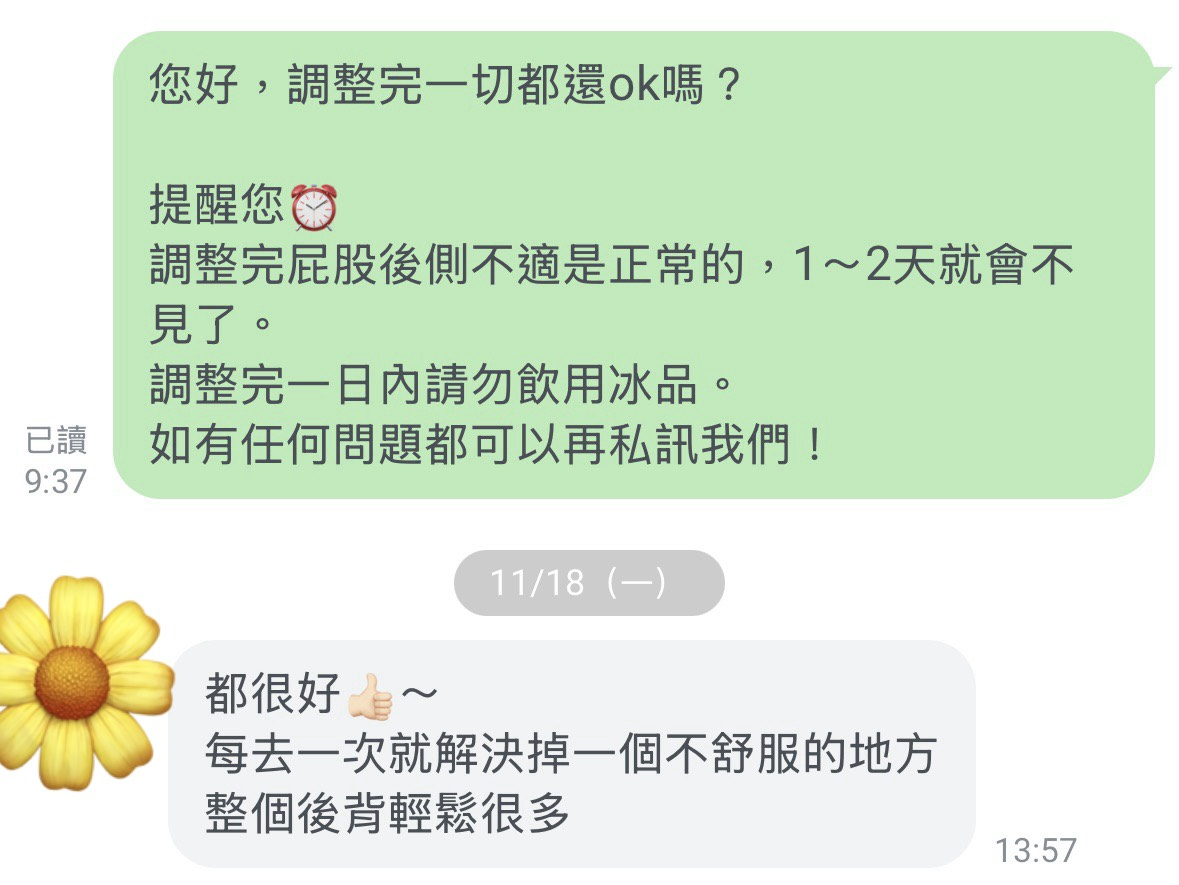 您好，調整完一切都還ok嗎？
提醒您⏰
調整完屁股後側不適是正常的，1～2天就會不
見了。
調整完一日內請勿飲用冰品。
如有任何問題都可以再私訊我們！
已讀
9:37
11/18（一）
都很好👍🏻～
每去一次就解決掉一個不舒服的地方
整個後背輕鬆很多
13:57